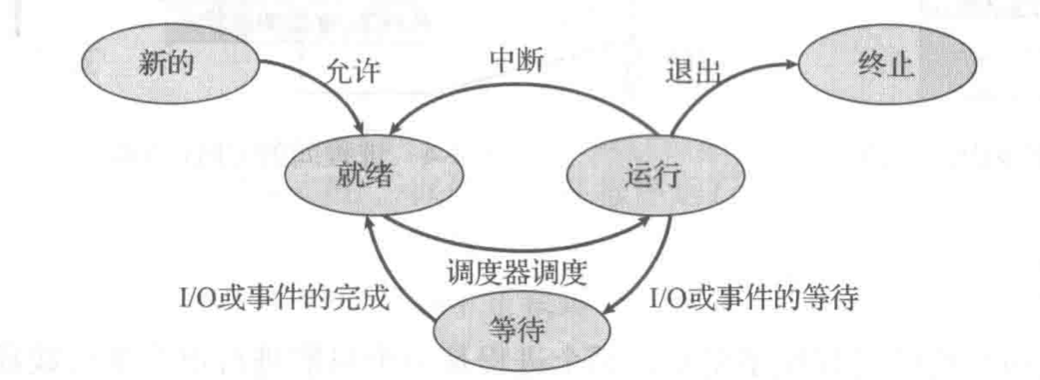 新的
允许
中断
退出
终止
就绪
运行
调度器调度
I/O或事件的完成
I/O或事件的等待
等待